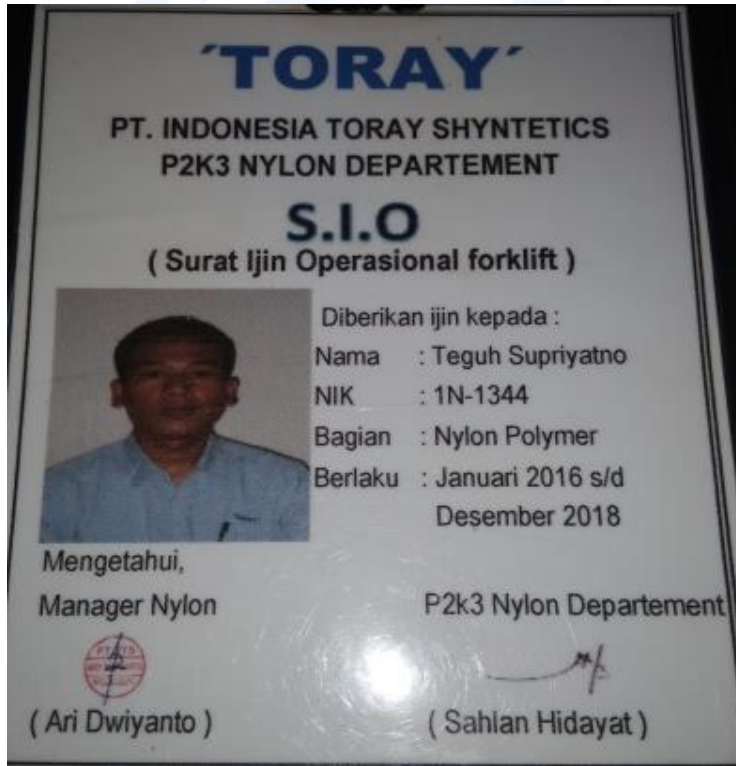 ´TORAY´
PT. INDONESIA TORAY SHYNTETICS
P2K3 NYLON DEPARTEMENT
S.I.O
( Surat Ijin Operasional forklift )
Diberikan ijin kepada :
Nama : Teguh Supriyatno
NIK : 1N-1344
Bagian : Nylon Polymer
Berlaku : Januari 2016 s/d
Desember 2018
Mengetahui,
Manager Nylon P2k3 Nylon Departement
( Ari Dwiyanto ) ( Sahlan Hidayat )